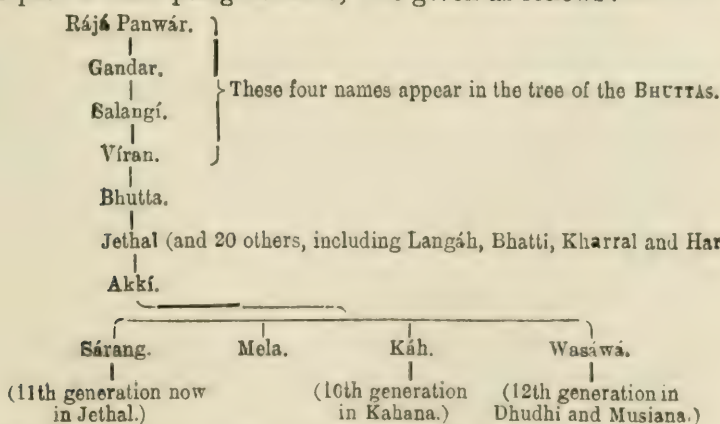 Rájá Panwár.
Gandar.
Salangí.
These four names appear in the tree of the BHUTTAS.
Víran.
Bhutta.
Jethal (and 20 others, including Langáh, Bhatti, Kharral and Har
Akkí.
Sárang. Mela. Káh. Wasáwá.
(11th generation now (10th generation (12th generation in
in Jethal.) in Kahana.) Dhudhi and Musiana.)